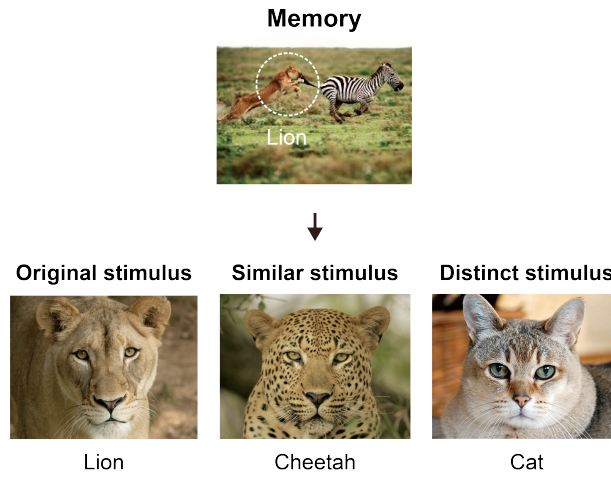 Memory
Lion
Original stimulus
Similar stimulus
Distinct stimulus
Lion
Cheetah
Cat